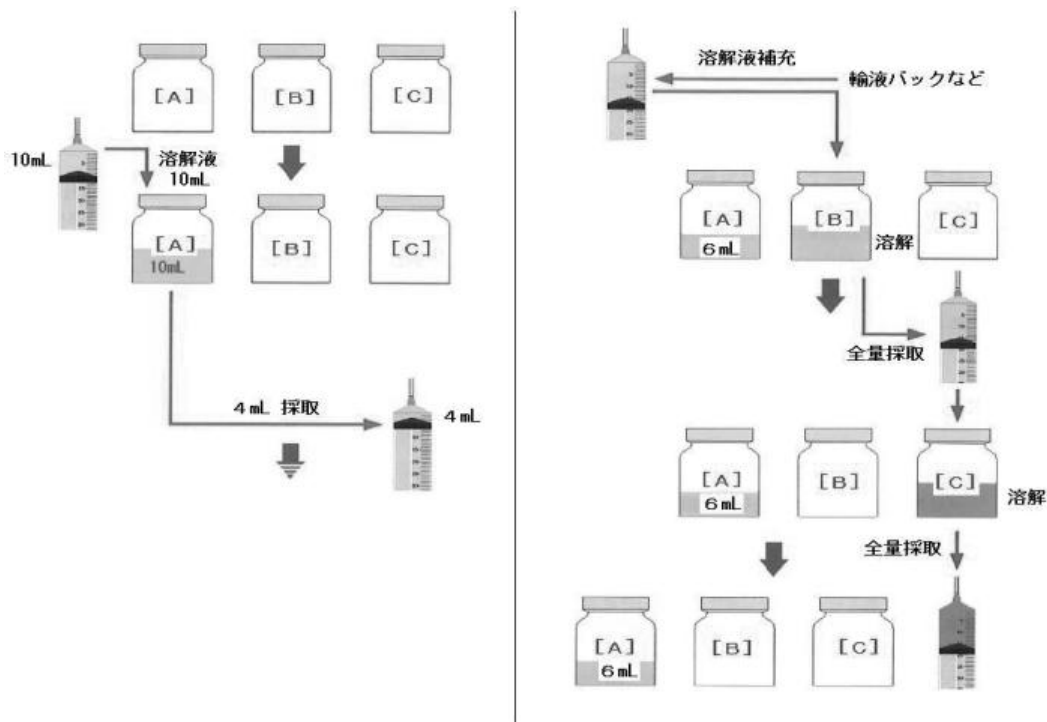 [A]
[B]
[C]
10mL
溶解液
10mL
[A]
10mL
[B]
[C]
4mL 採取
4mL
溶解液補充
輸液バックなど
[A]
6mL
[B]
溶解
[C]
全量採取
[A]
6mL
[B]
[C]
溶解
全量採取
[A]
6mL
[B]
[C]